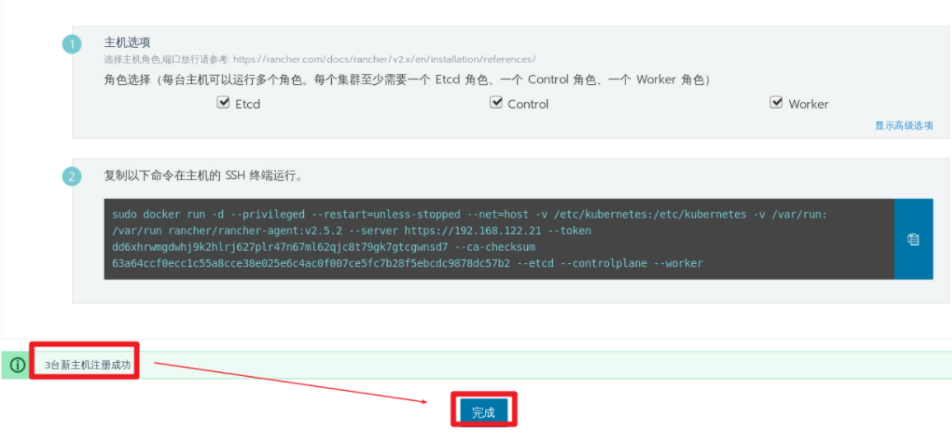 1
主机选项
选择主机角色,端口放行请参考: https://rancher.com/docs/rancher/v2.x/en/installation/references/
角色选择（每台主机可以运行多个角色。每个集群至少需要一个 Etcd 角色、一个 Control 角色、一个 Worker 角色）
Etcd Control Worker
显示高级选项
2
复制以下命令在主机的 SSH 终端运行。
sudo docker run -d --privileged --restart=unless-stopped --net=host -v /etc/kubernetes:/etc/kubernetes -v /var/run:
/var/run rancher/rancher-agent:v2.5.2 --server https://192.168.122.21 --token
dd6xhrwmgdwhj9k2hlrj627plr47n67ml62qjc8t79gk7gtcgwnsd7 --ca-checksum
63a64ccf0ecc1c55a8cce38e025e6c4ac0f007ce5fc7b28f5ebcdc9878dc57b2 --etcd --controlplane --worker
3台新主机注册成功
完成